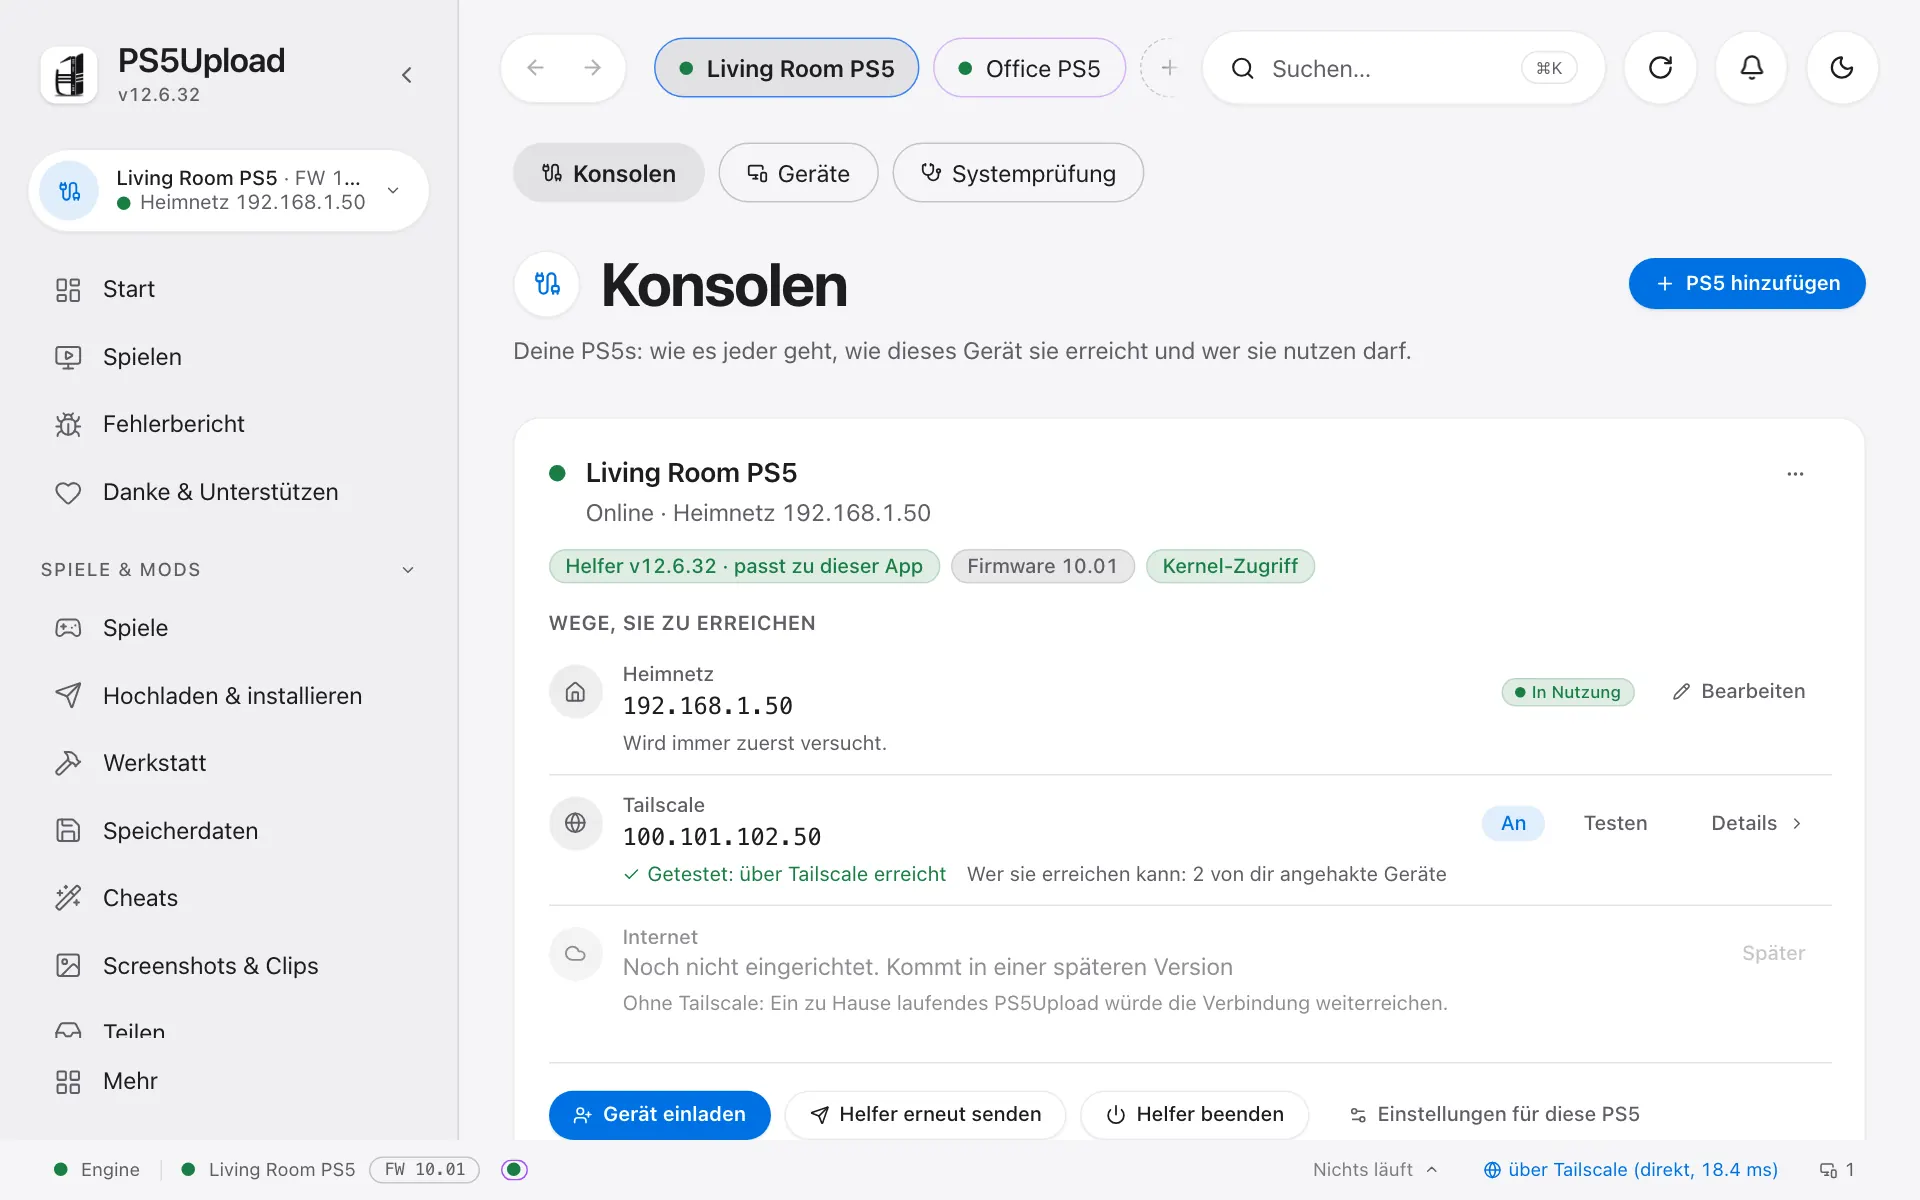 PS5Upload
v12.6.32
Living Room PS5 · FW 1...
Heimnetz 192.168.1.50
Start
Spielen
Fehlerbericht
Danke & Unterstützen
SPIELE & MODS
Spiele
Hochladen & installieren
Werkstatt
Speicherdaten
Cheats
Screenshots & Clips
Teilen
Mehr
Living Room PS5
Office PS5
Suchen...
⌘K
Konsolen
Geräte
Systemprüfung
Konsolen
PS5 hinzufügen
Deine PS5s: wie es jeder geht, wie dieses Gerät sie erreicht und wer sie nutzen darf.
Living Room PS5
Online · Heimnetz 192.168.1.50
Helfer v12.6.32 · passt zu dieser App
Firmware 10.01
Kernel-Zugriff
WEGE, SIE ZU ERREICHEN
Heimnetz
192.168.1.50
Wird immer zuerst versucht.
In Nutzung
Bearbeiten
Tailscale
100.101.102.50
Getestet: über Tailscale erreicht
Wer sie erreichen kann: 2 von dir angehakte Geräte
An
Testen
Details
Internet
Noch nicht eingerichtet. Kommt in einer späteren Version
Ohne Tailscale: Ein zu Hause laufendes PS5Upload würde die Verbindung weiterreichen.
Später
Gerät einladen
Helfer erneut senden
Helfer beenden
Einstellungen für diese PS5
Engine
Living Room PS5
FW 10.01
Nichts läuft
über Tailscale (direkt, 18.4 ms)
1